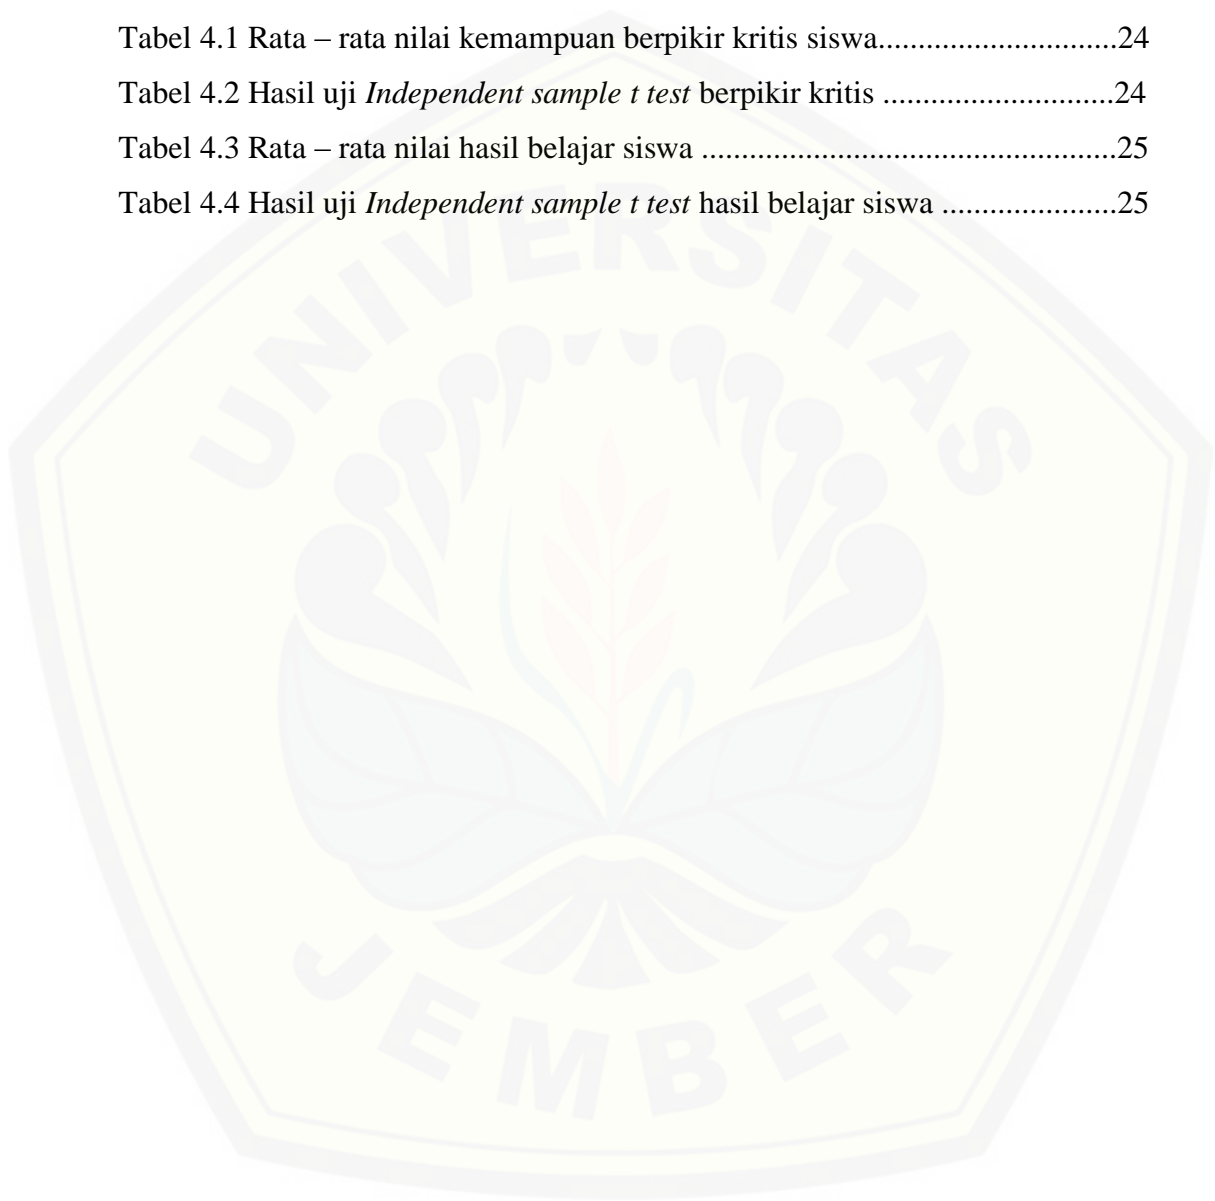 Tabel 4.1 Rata – rata nilai kemampuan berpikir kritis siswa..............................24
Tabel 4.2 Hasil uji Independent sample t test berpikir kritis .............................24
Tabel 4.3 Rata – rata nilai hasil belajar siswa ....................................................25
Tabel 4.4 Hasil uji Independent sample t test hasil belajar siswa ......................25
UNIVERSITAS
JEMBER